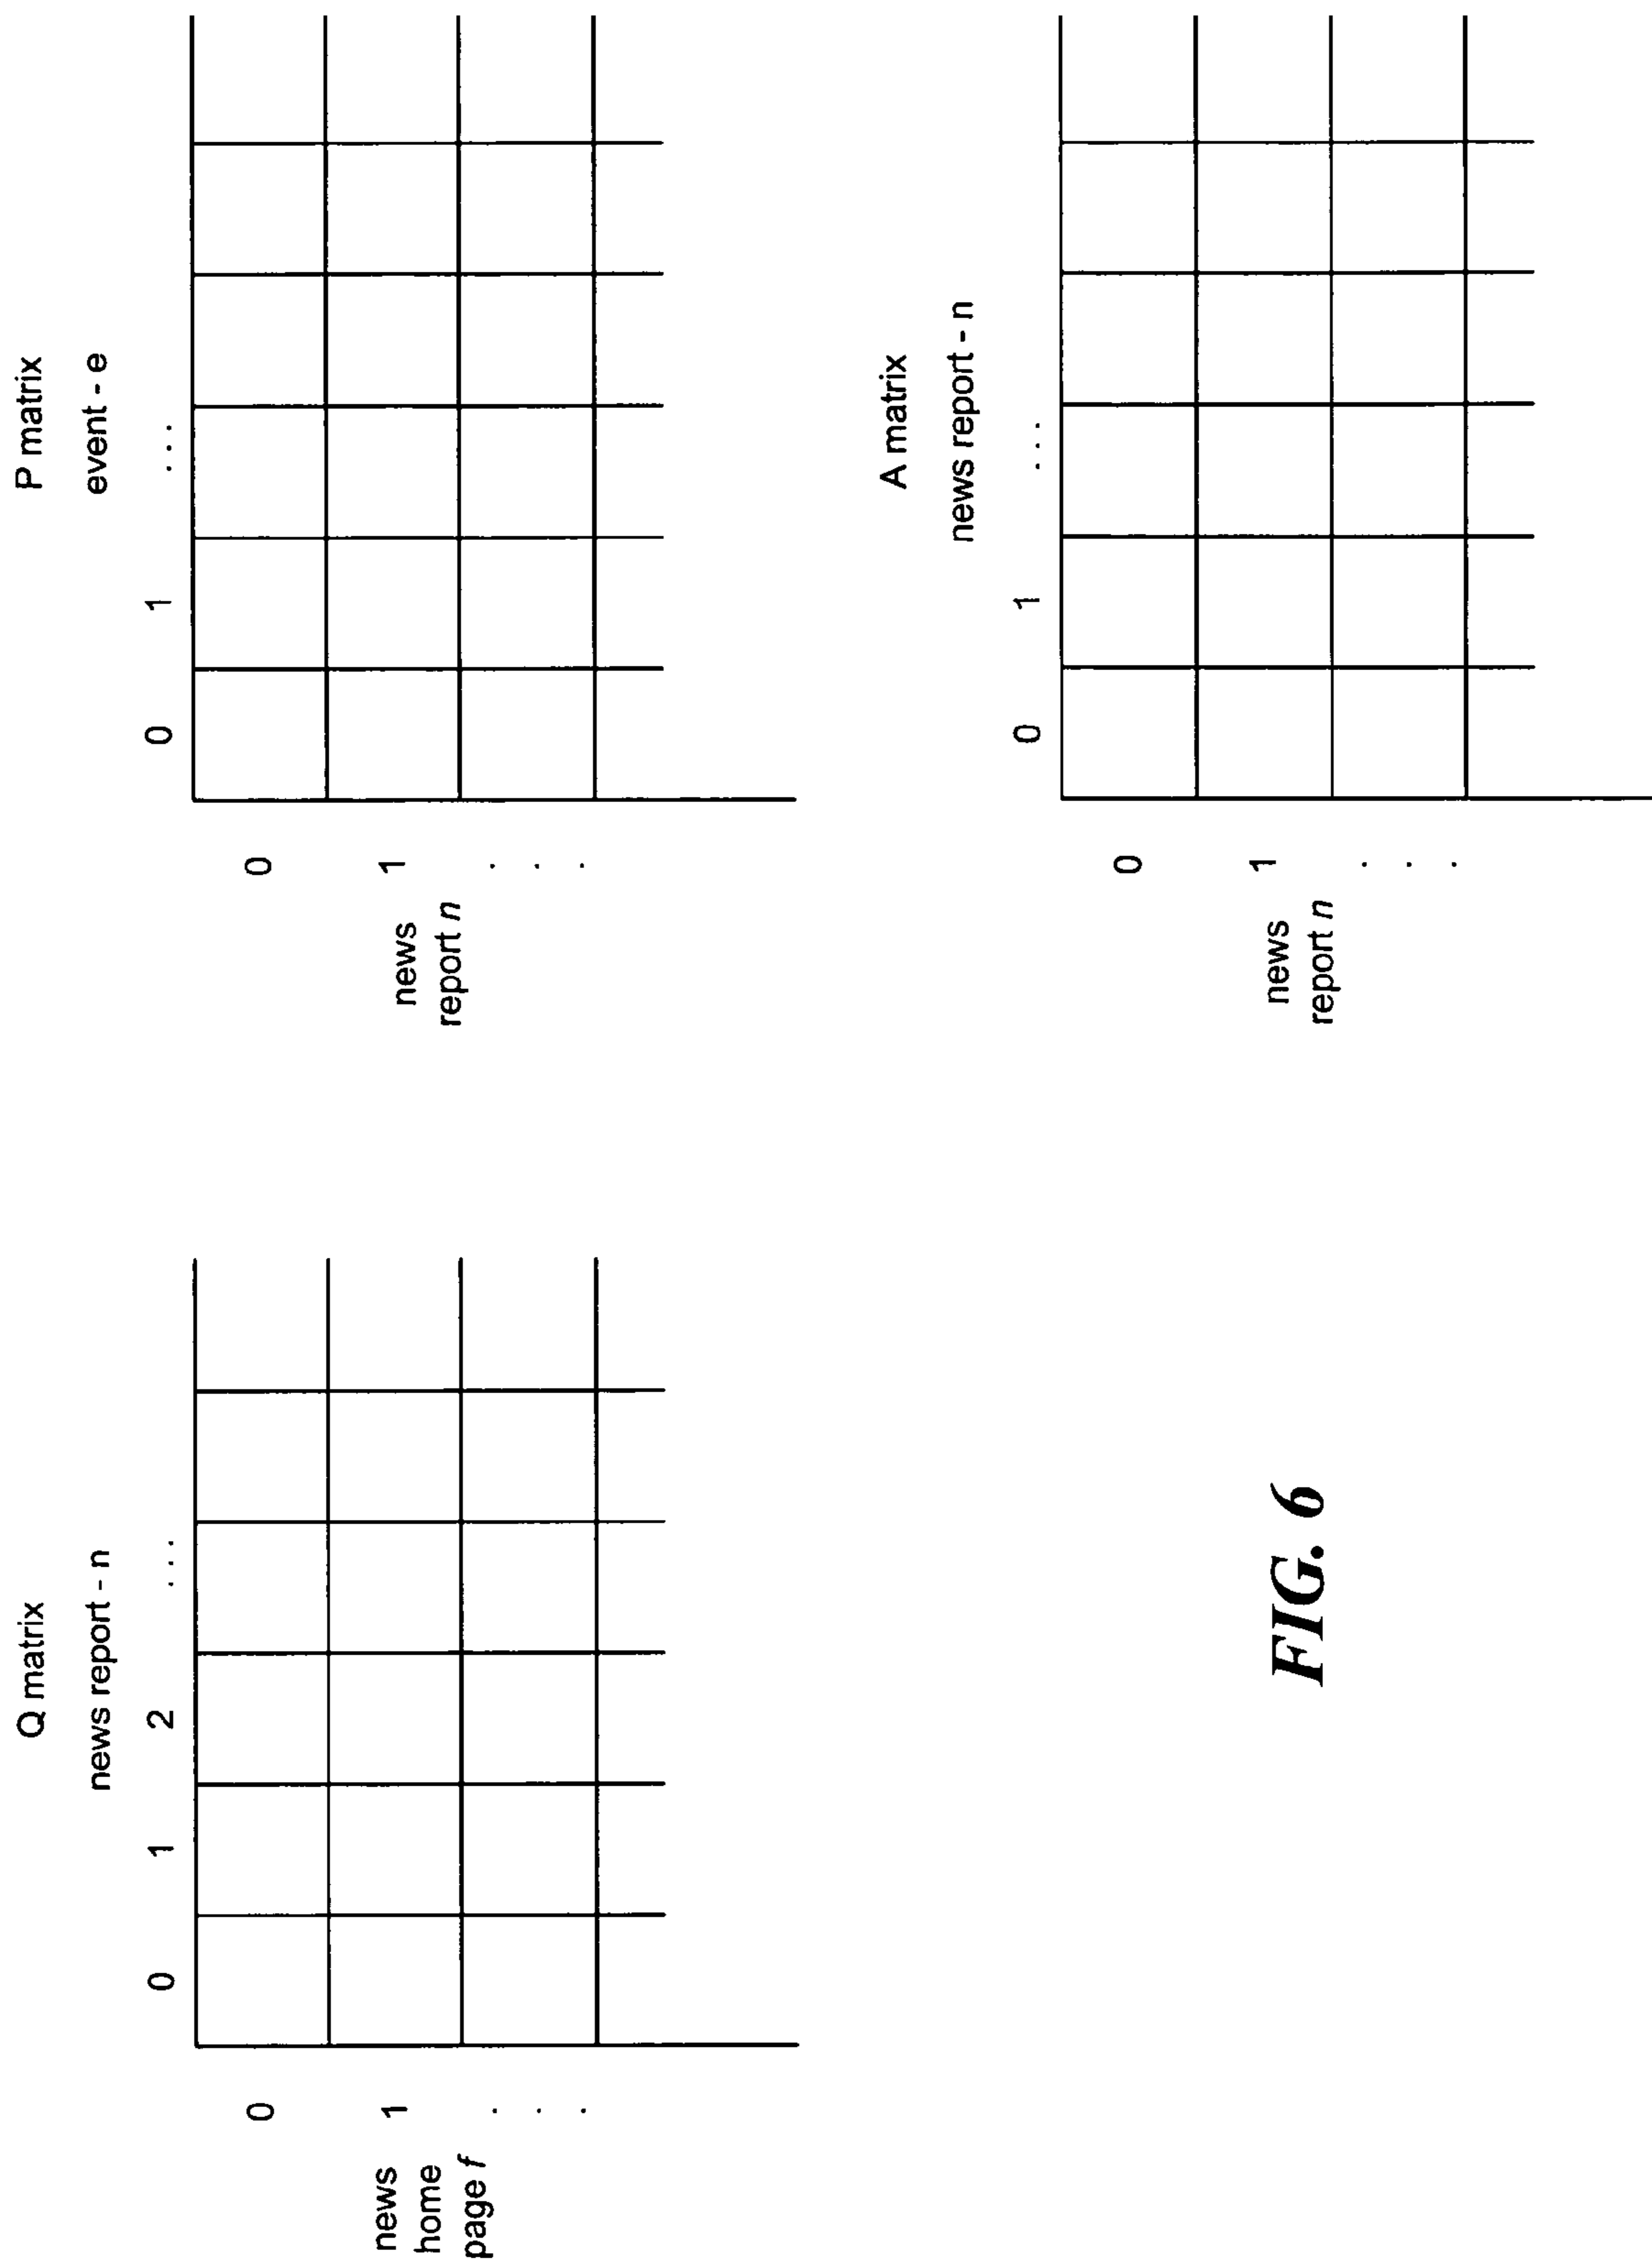 Q matrix
news report - n
0 1 2 ...
0
1
.
.
.
news
home
page f
P matrix
event - e
0 1 ...
0
1
.
.
.
news
report n
A matrix
news report - n
0 1 ...
0
1
.
.
.
news
report n
FIG. 6